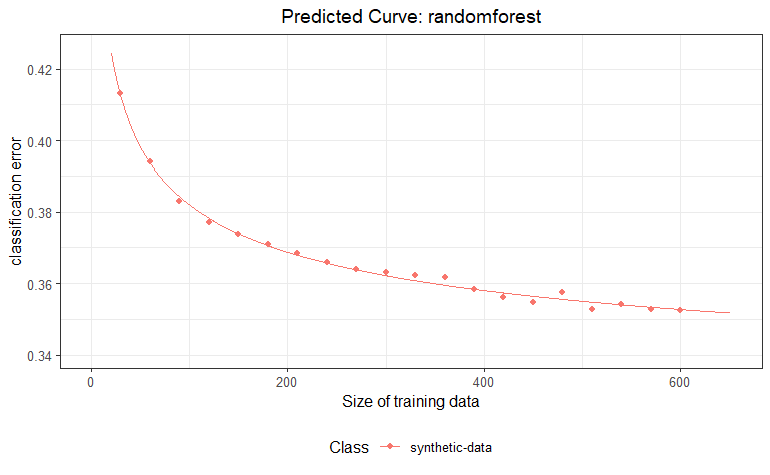 Predicted Curve: randomforest
classification error
0.42
0.40
0.38
0.36
0.34
0
200
400
600
Size of training data
Class
synthetic-data